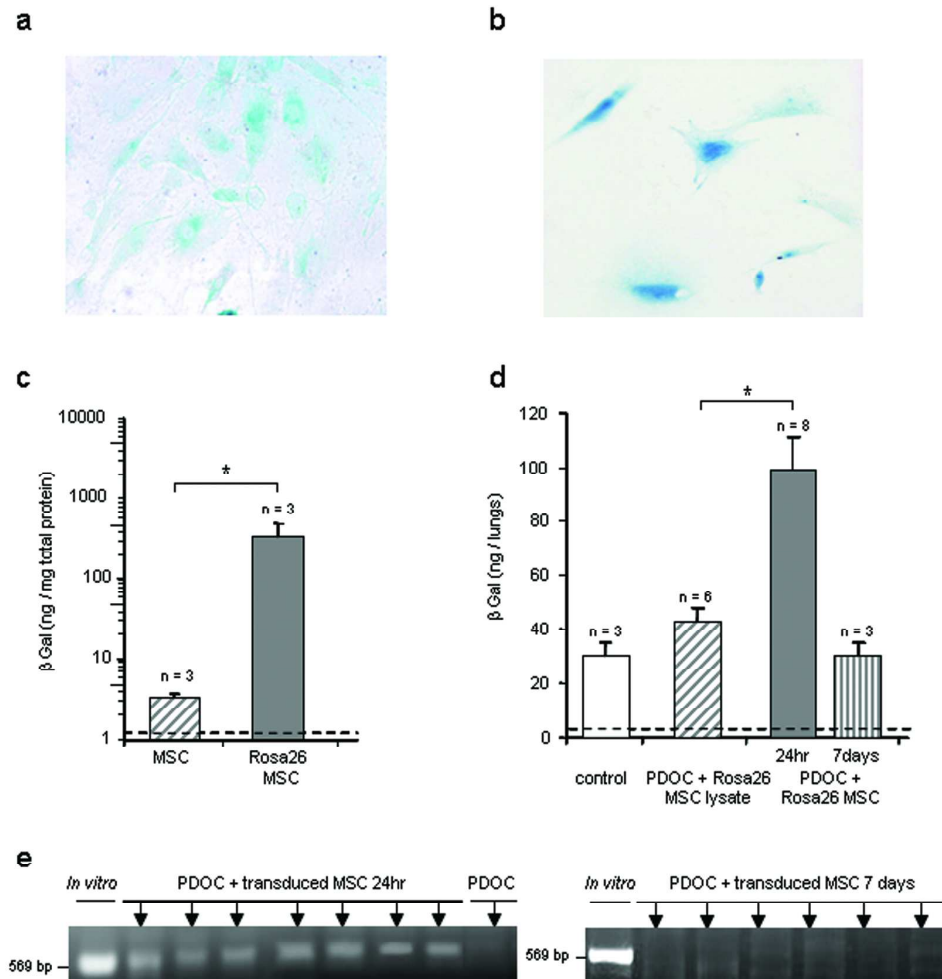 a
b
c
d
10000
1000
100
10
1
β Gal (ng / mg total protein)
*
n = 3
n = 3
MSC
Rosa26
MSC
120
100
80
60
40
20
0
β Gal (ng / lungs)
*
n = 3
n = 6
n = 8
n = 3
24hr
7days
control
PDOC + Rosa26
MSC lysate
PDOC +
Rosa26 MSC
e
In vitro
PDOC + transduced MSC 24hr
PDOC
569 bp
In vitro
PDOC + transduced MSC 7 days
569 bp